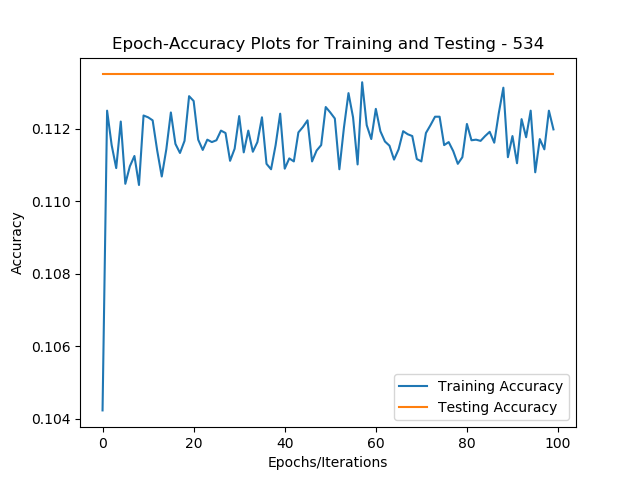 Epoch-Accuracy Plots for Training and Testing - 534
0.112
0.110
0.108
0.106
0.104
Accuracy
0
20
40
60
80
100
Epochs/Iterations
Training Accuracy
Testing Accuracy